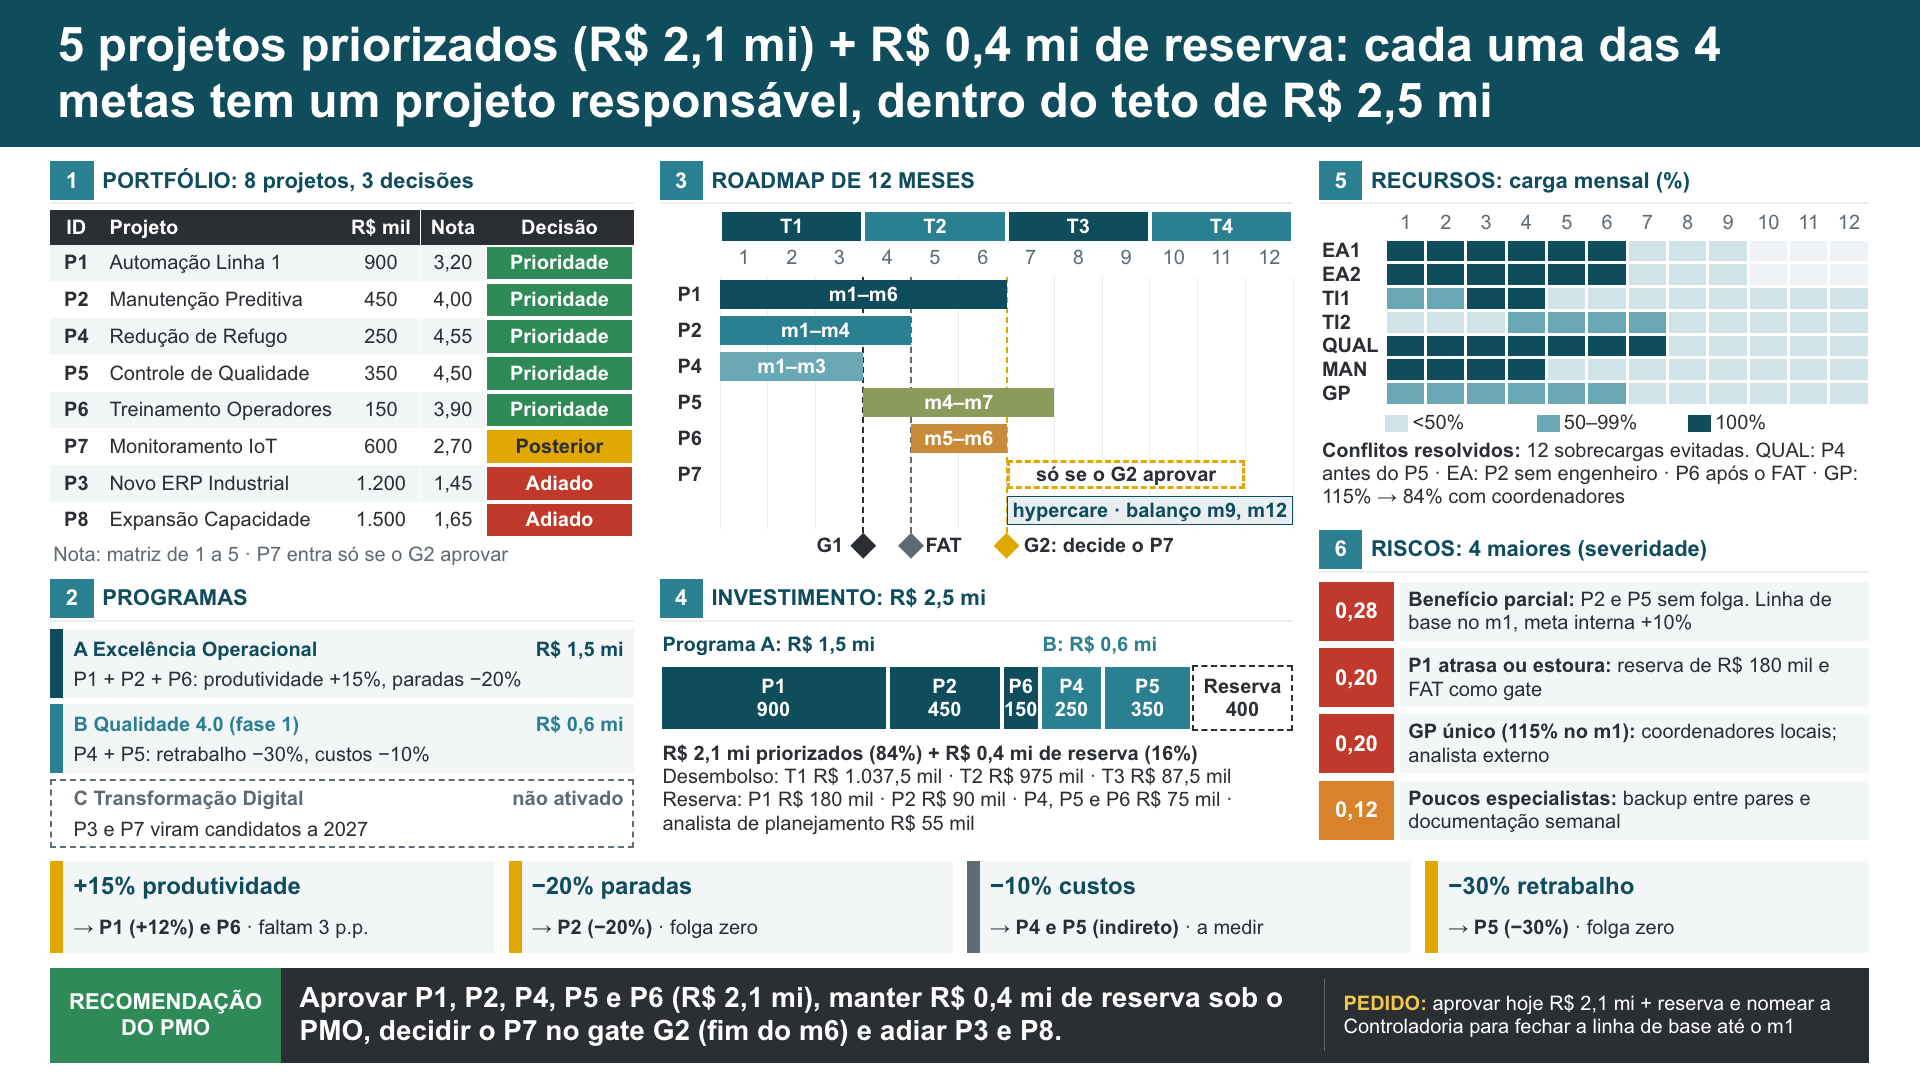 5 projetos priorizados (R$ 2,1 mi) + R$ 0,4 mi de reserva: cada uma das 4
metas tem um projeto responsável, dentro do teto de R$ 2,5 mi
1 PORTFÓLIO: 8 projetos, 3 decisões
ID Projeto R$ mil Nota Decisão
P1 Automação Linha 1 900 3,20 Prioridade
P2 Manutenção Preditiva 450 4,00 Prioridade
P4 Redução de Refugo 250 4,55 Prioridade
P5 Controle de Qualidade 350 4,50 Prioridade
P6 Treinamento Operadores 150 3,90 Prioridade
P7 Monitoramento IoT 600 2,70 Posterior
P3 Novo ERP Industrial 1.200 1,45 Adiado
P8 Expansão Capacidade 1.500 1,65 Adiado
Nota: matriz de 1 a 5 · P7 entra só se o G2 aprovar
2 PROGRAMAS
A Excelência Operacional R$ 1,5 mi
P1 + P2 + P6: produtividade +15%, paradas −20%
B Qualidade 4.0 (fase 1) R$ 0,6 mi
P4 + P5: retrabalho −30%, custos −10%
C Transformação Digital não ativado
P3 e P7 viram candidatos a 2027
3 ROADMAP DE 12 MESES
T1 T2 T3 T4
1 2 3 4 5 6 7 8 9 10 11 12
P1 m1–m6
P2 m1–m4
P4 m1–m3
P5 m4–m7
P6 m5–m6
P7 só se o G2 aprovar
hypercare · balanço m9, m12
G1 FAT G2: decide o P7
4 INVESTIMENTO: R$ 2,5 mi
Programa A: R$ 1,5 mi B: R$ 0,6 mi
P1 P2 P6 P4 P5 Reserva
900 450 150 250 350 400
R$ 2,1 mi priorizados (84%) + R$ 0,4 mi de reserva (16%)
Desembolso: T1 R$ 1.037,5 mil · T2 R$ 975 mil · T3 R$ 87,5 mil
Reserva: P1 R$ 180 mil · P2 R$ 90 mil · P4, P5 e P6 R$ 75 mil ·
analista de planejamento R$ 55 mil
5 RECURSOS: carga mensal (%)
1 2 3 4 5 6 7 8 9 10 11 12
EA1
EA2
TI1
TI2
QUAL
MAN
GP
<50% 50–99% 100%
Conflitos resolvidos: 12 sobrecargas evitadas. QUAL: P4
antes do P5 · EA: P2 sem engenheiro · P6 após o FAT · GP:
115% → 84% com coordenadores
6 RISCOS: 4 maiores (severidade)
0,28 Benefício parcial: P2 e P5 sem folga. Linha de
base no m1, meta interna +10%
0,20 P1 atrasa ou estoura: reserva de R$ 180 mil e
FAT como gate
0,20 GP único (115% no m1): coordenadores locais;
analista externo
0,12 Poucos especialistas: backup entre pares e
documentação semanal
+15% produtividade
→ P1 (+12%) e P6 · faltam 3 p.p.
−20% paradas
→ P2 (−20%) · folga zero
−10% custos
→ P4 e P5 (indireto) · a medir
−30% retrabalho
→ P5 (−30%) · folga zero
RECOMENDAÇÃO
DO PMO
Aprovar P1, P2, P4, P5 e P6 (R$ 2,1 mi), manter R$ 0,4 mi de reserva sob o
PMO, decidir o P7 no gate G2 (fim do m6) e adiar P3 e P8.
PEDIDO: aprovar hoje R$ 2,1 mi + reserva e nomear a
Controladoria para fechar a linha de base até o m1